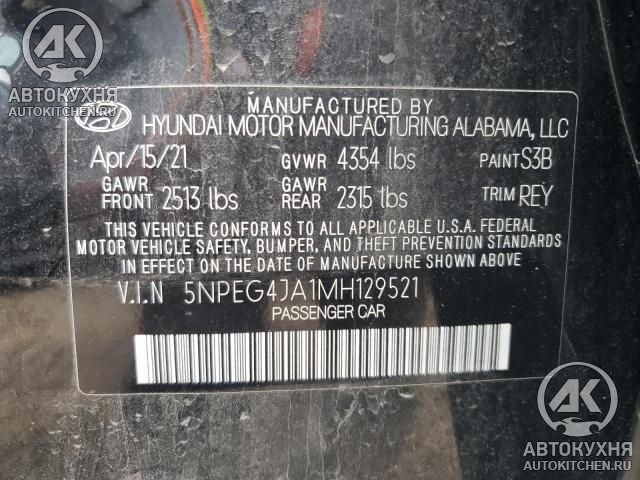 АВТОКУХНЯ
AUTOKITCHEN.RU
MANUFACTURED BY
HYUNDAI MOTOR MANUFACTURING ALABAMA, LLC
Apr/15/21 GVWR 4354 lbs PAINT S3B
GAWR FRONT 2513 lbs GAWR REAR 2315 lbs TRIM REY
THIS VEHICLE CONFORMS TO ALL APPLICABLE U.S.A. FEDERAL
MOTOR VEHICLE SAFETY, BUMPER, AND THEFT PREVENTION STANDARDS
IN EFFECT ON THE DATE OF MANUFACTURE SHOWN ABOVE
V.I.N 5NPEG4JA1MH129521
PASSENGER CAR
АК
АВТОКУХНЯ
AUTOKITCHEN.RU